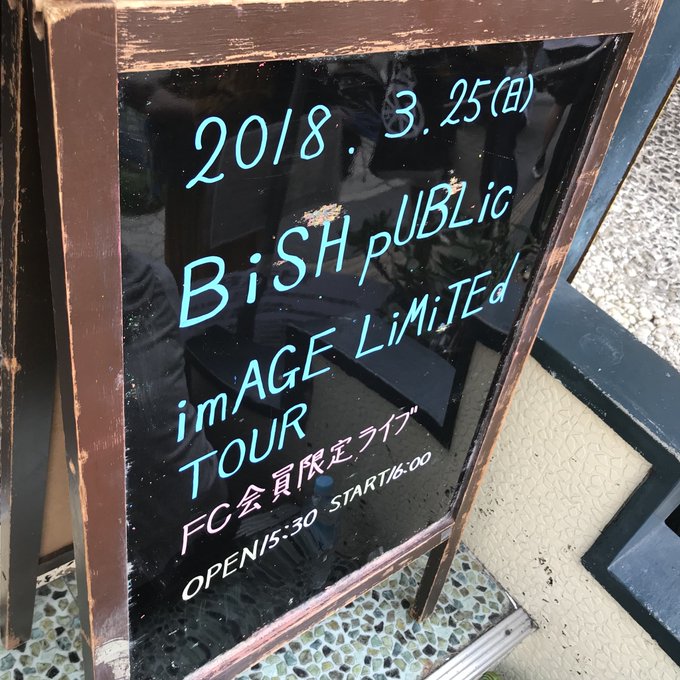 2018.3.25(日)
BiSH pUBLic
imAGE LiMiTEd
TOUR
FC会員限定ライブ
OPEN15:30 START16:00